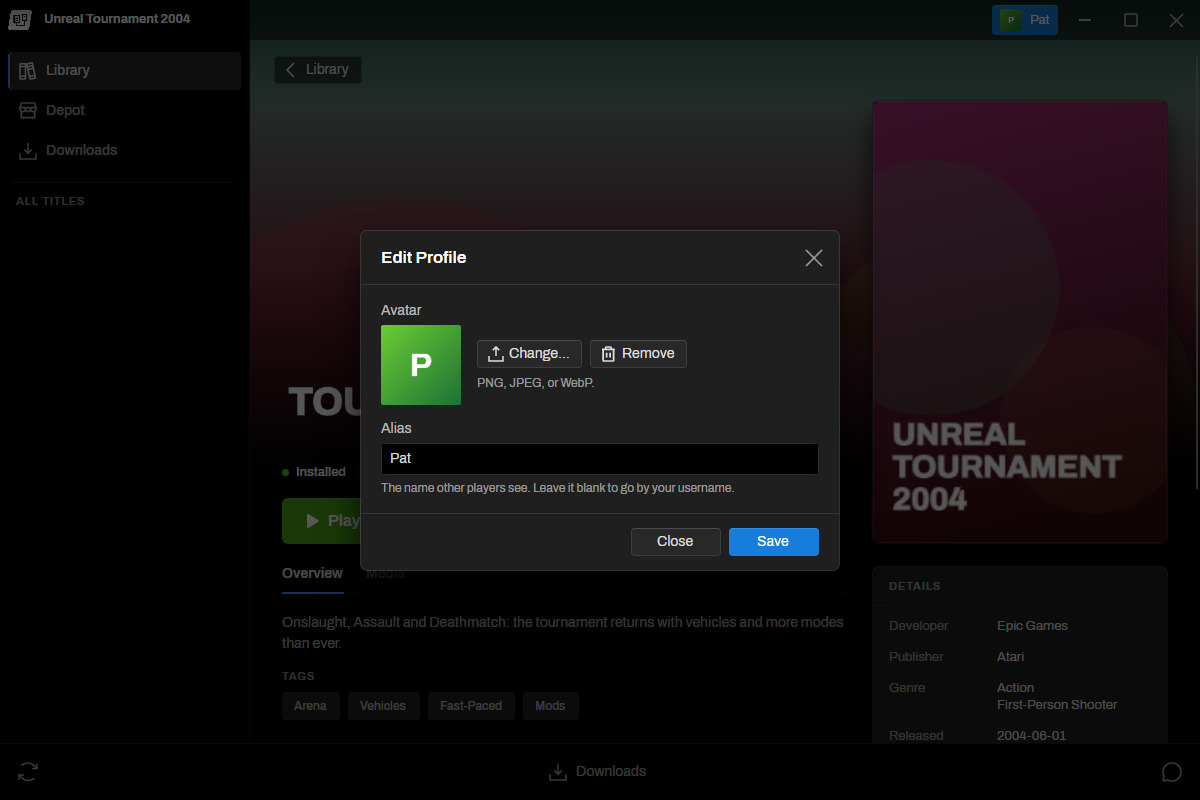 Unreal Tournament 2004
P
Pat
Library
Depot
Downloads
ALL TITLES
Library
TOU
Installed
Play
Edit Profile
Avatar
P
Change...
Remove
PNG, JPEG, or WebP.
Alias
Pat
The name other players see. Leave it blank to go by your username.
Close
Save
Overview
Media
Onslaught, Assault and Deathmatch: the tournament returns with vehicles and more modes
than ever.
TAGS
Arena
Vehicles
Fast-Paced
Mods
UNREAL
TOURNAMENT
2004
DETAILS
Developer Epic Games
Publisher Atari
Genre Action
First-Person Shooter
Released 2004-06-01
Downloads